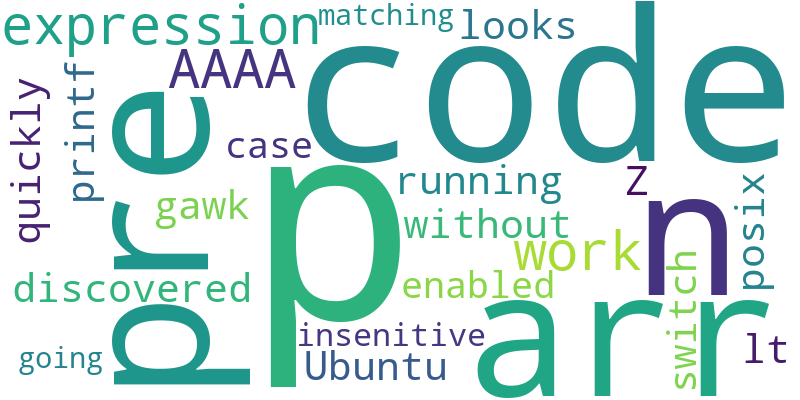 matching
expression
looks
code
AAAA
quickly
printf
pre
case
p
running
Z
n
posix
gawk
without
work
discovered
enabled
switch
arr
insenitive
lt
going
Ubuntu